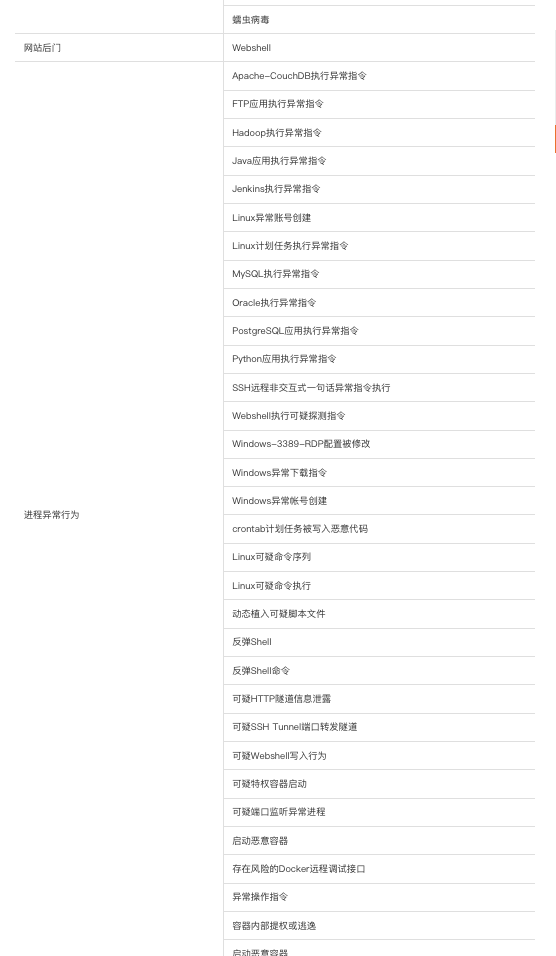 蠕虫病毒
网站后门
Webshell
Apache-CouchDB执行异常指令
FTP应用执行异常指令
Hadoop执行异常指令
Java应用执行异常指令
Jenkins执行异常指令
Linux异常账号创建
Linux计划任务执行异常指令
MySQL执行异常指令
Oracle执行异常指令
PostgreSQL应用执行异常指令
Python应用执行异常指令
SSH远程非交互式一句话异常指令执行
Webshell执行可疑探测指令
Windows-3389-RDP配置被修改
Windows异常下载指令
Windows异常帐号创建
进程异常行为
crontab计划任务被写入恶意代码
Linux可疑命令序列
Linux可疑命令执行
动态植入可疑脚本文件
反弹Shell
反弹Shell命令
可疑HTTP隧道信息泄露
可疑SSH Tunnel端口转发隧道
可疑Webshell写入行为
可疑特权容器启动
可疑端口监听异常进程
启动恶意容器
存在风险的Docker远程调试接口
异常操作指令
容器内部提权或逃逸
启动恶意容器